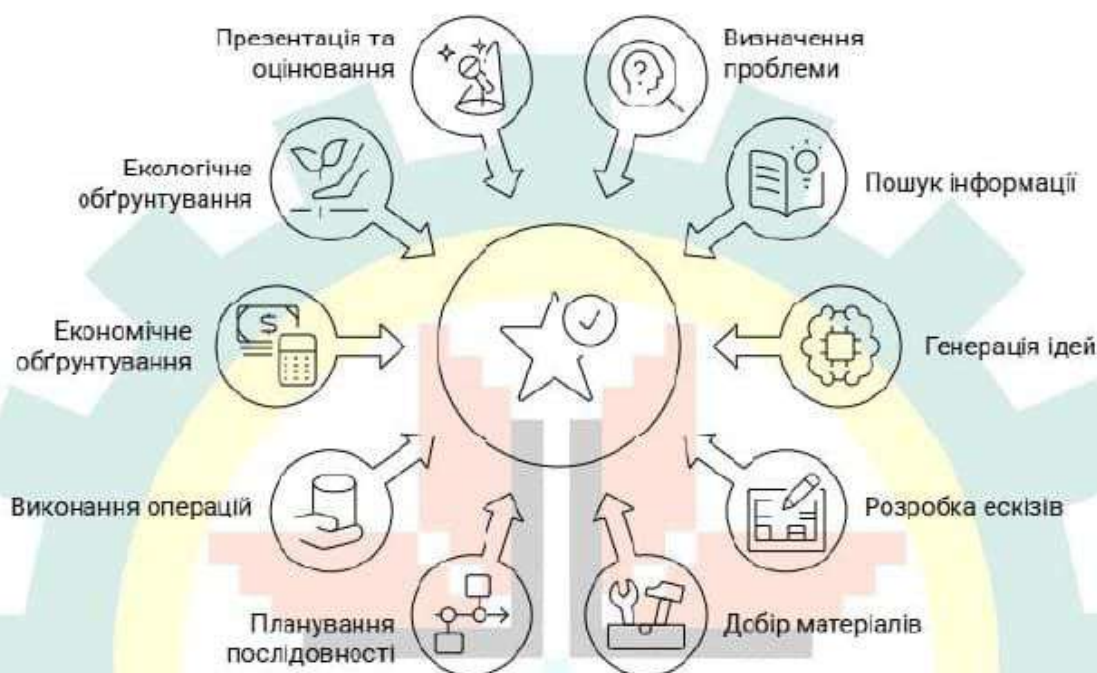 Презентація та
оцінювання
Визначення
проблеми
Екологічне
обґрунтування
Пошук інформації
Економічне
обґрунтування
Генерація ідей
Виконання операцій
Розробка ескізів
Планування
послідовності
Добір матеріалів